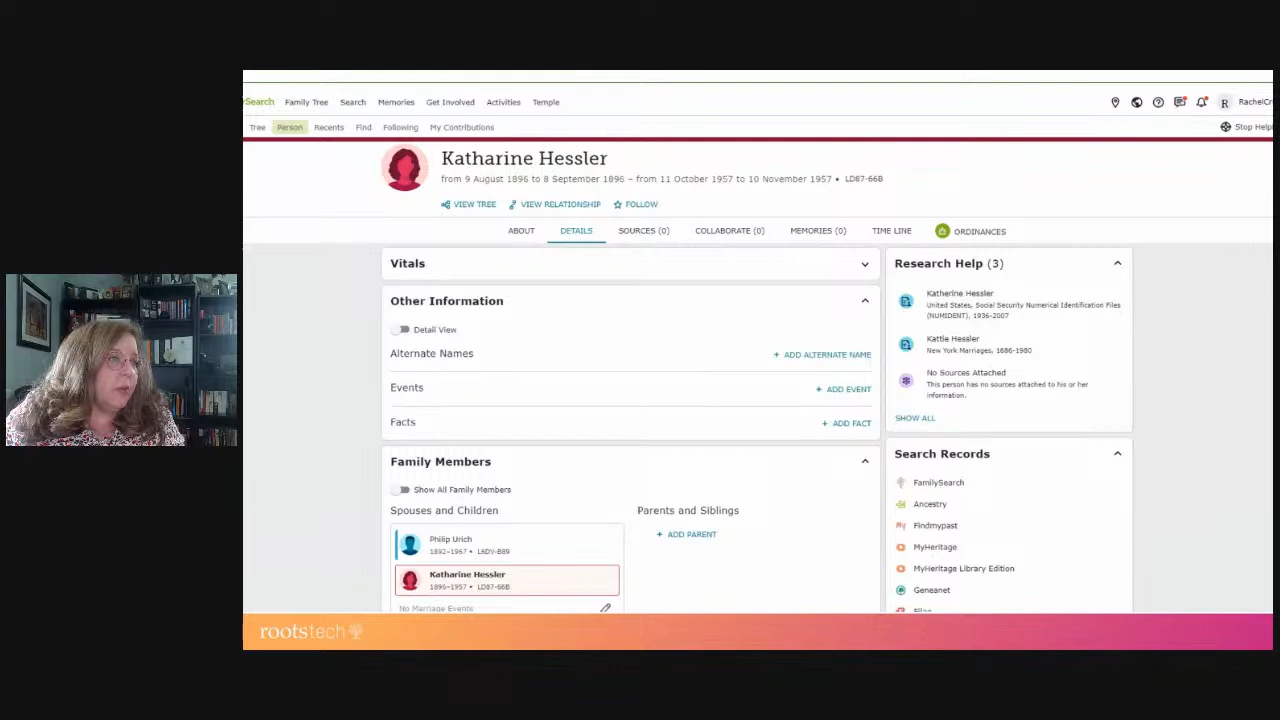 ySearch Family Tree Search Memories Get Involved Activities Temple R RachelCr
Tree Person Recents Find Following My Contributions Stop Help
Katharine Hessler
from 9 August 1896 to 8 September 1896 – from 11 October 1957 to 10 November 1957 • LD87-66B
VIEW TREE VIEW RELATIONSHIP FOLLOW
ABOUT DETAILS SOURCES (0) COLLABORATE (0) MEMORIES (0) TIME LINE ORDINANCES
Vitals
Other Information
Detail View
Alternate Names + ADD ALTERNATE NAME
Events + ADD EVENT
Facts + ADD FACT
Family Members
Show All Family Members
Spouses and Children
Philip Urich
1892–1967 • L6DV-B89
Katharine Hessler
1896–1957 • LD87-66B
No Marriage Events
Parents and Siblings
+ ADD PARENT
Research Help (3)
Katherine Hessler
United States, Social Security Numerical Identification Files
(NUMIDENT), 1936-2007
Kattie Hessler
New York Marriages, 1686-1980
No Sources Attached
This person has no sources attached to his or her
information.
SHOW ALL
Search Records
FamilySearch
Ancestry
Findmypast
MyHeritage
MyHeritage Library Edition
Geneanet
rootstech